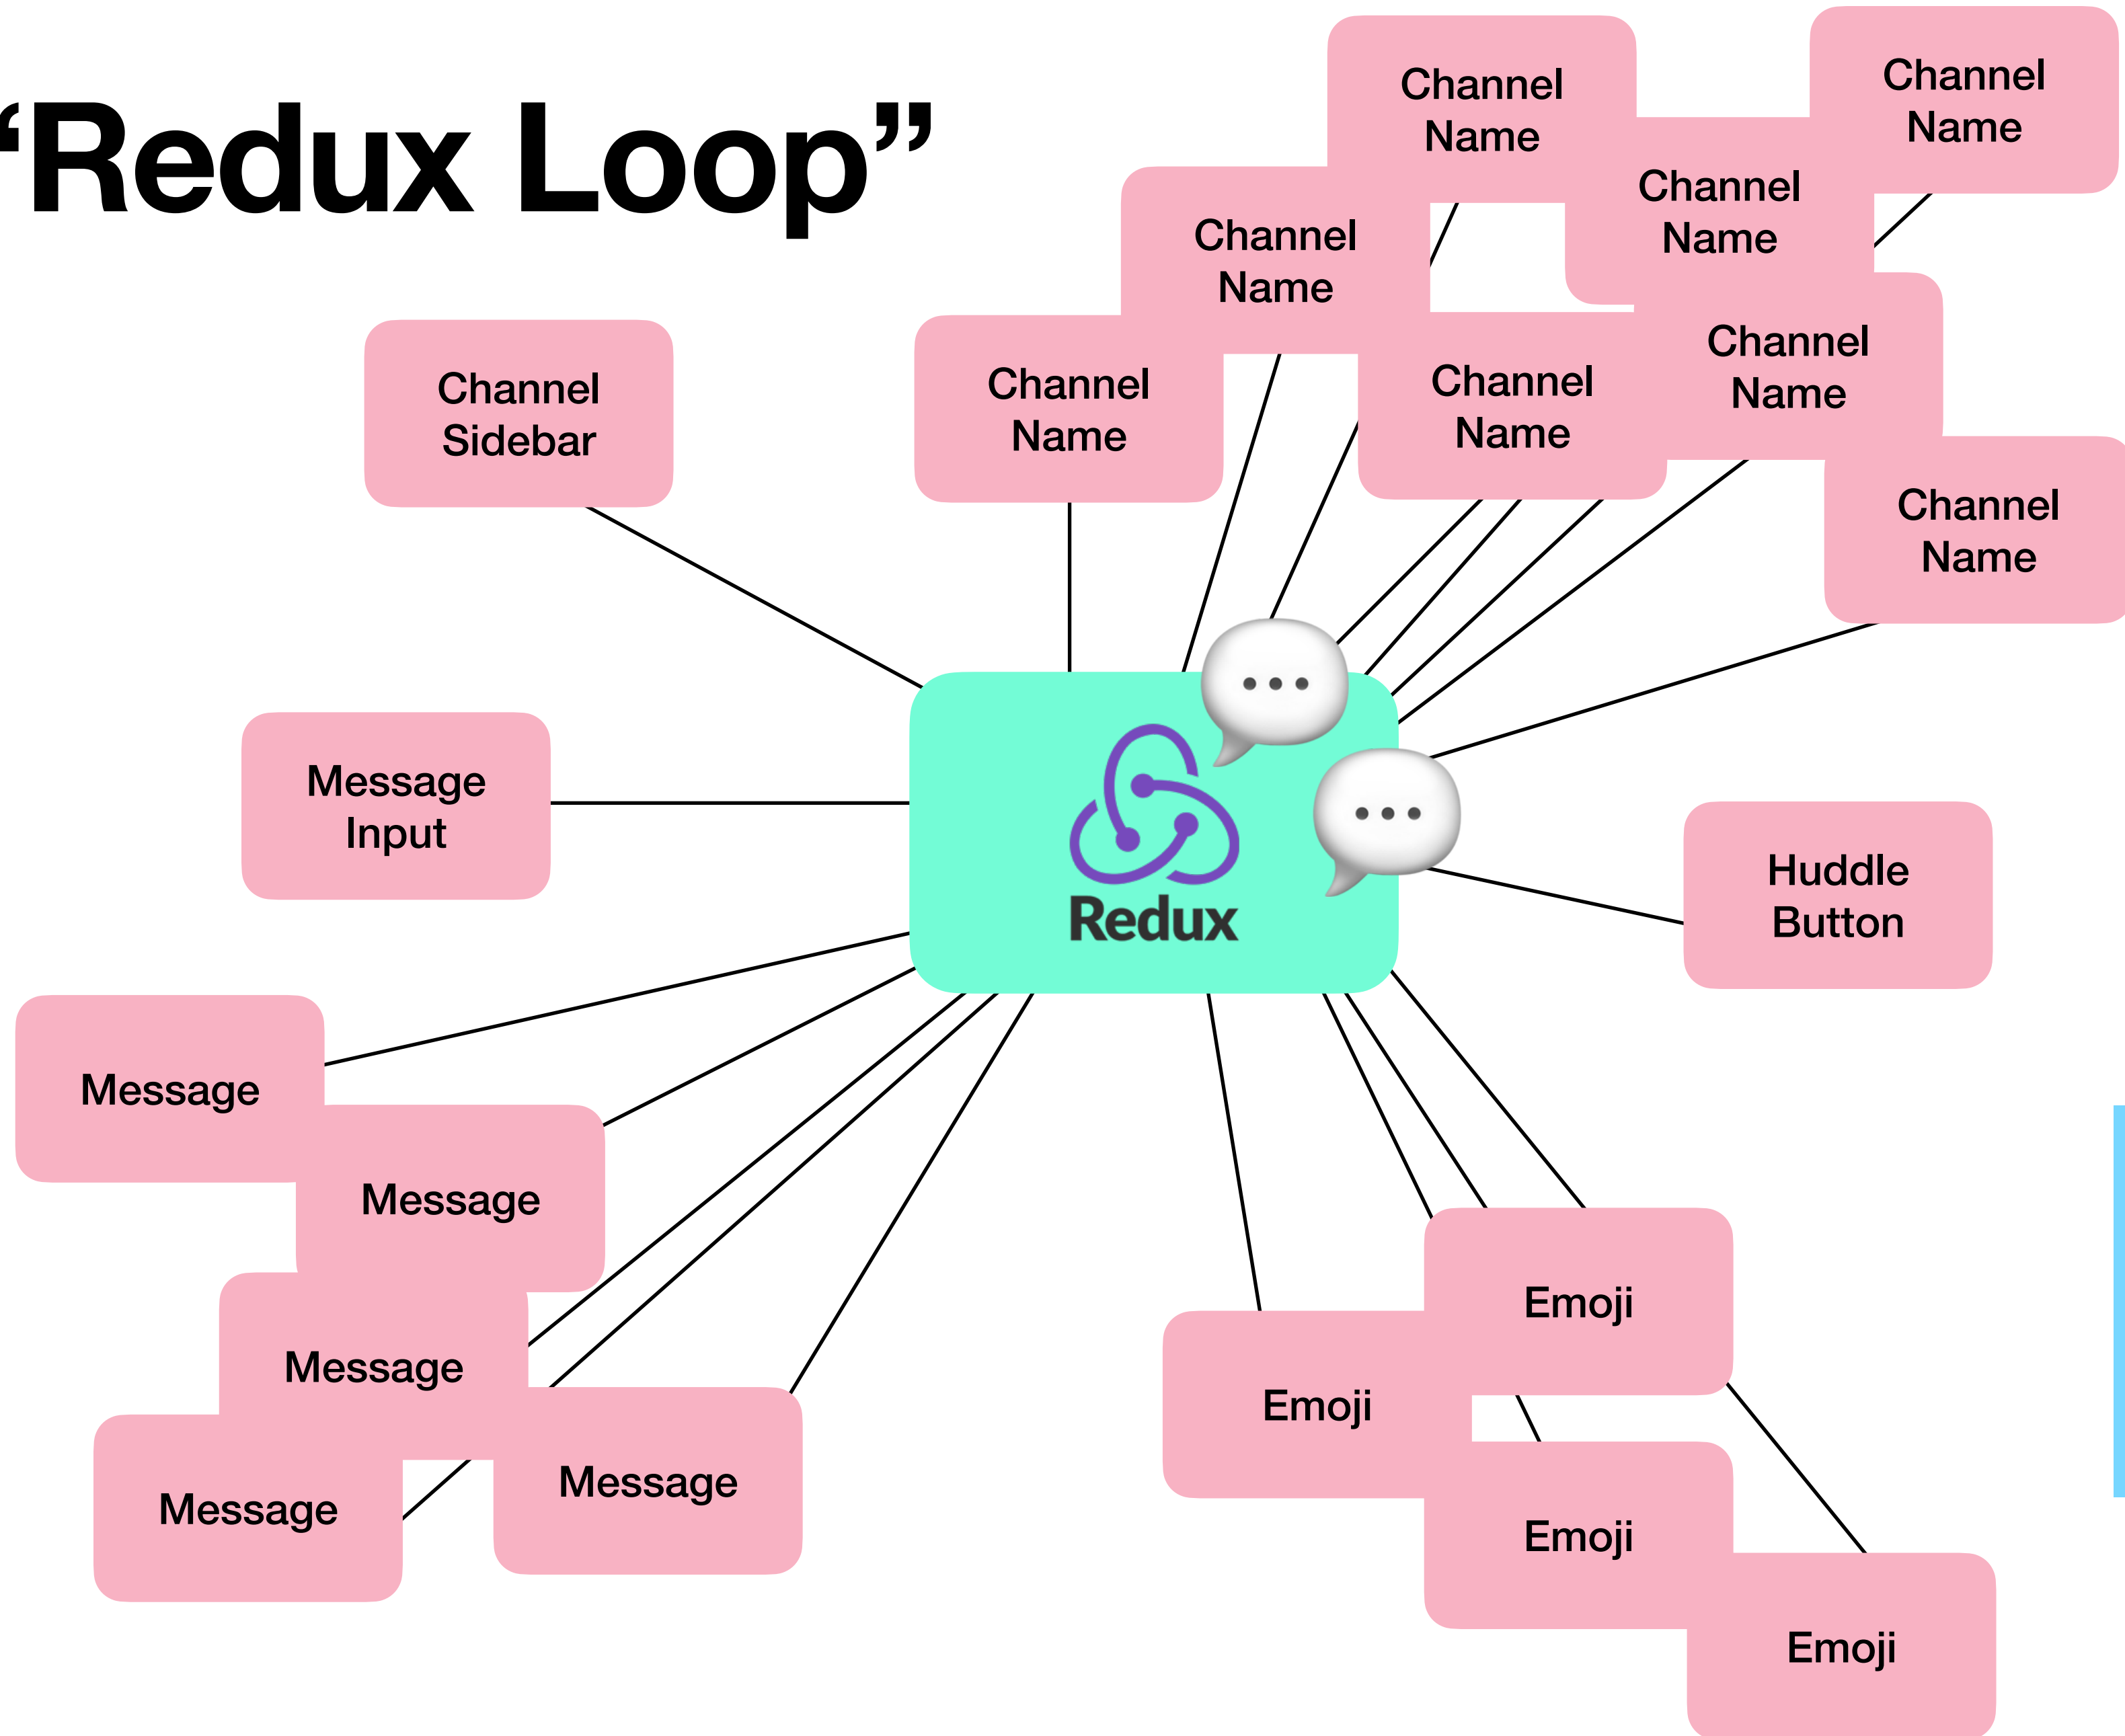 “Redux Loop”
Channel
Name
Channel
Name
Channel
Name
Channel
Name
Channel
Name
Channel
Name
Channel
Name
Channel
Sidebar
Channel
Name
Message
Input
Redux
Huddle
Button
Message
Message
Message
Message
Message
Emoji
Emoji
Emoji
Emoji